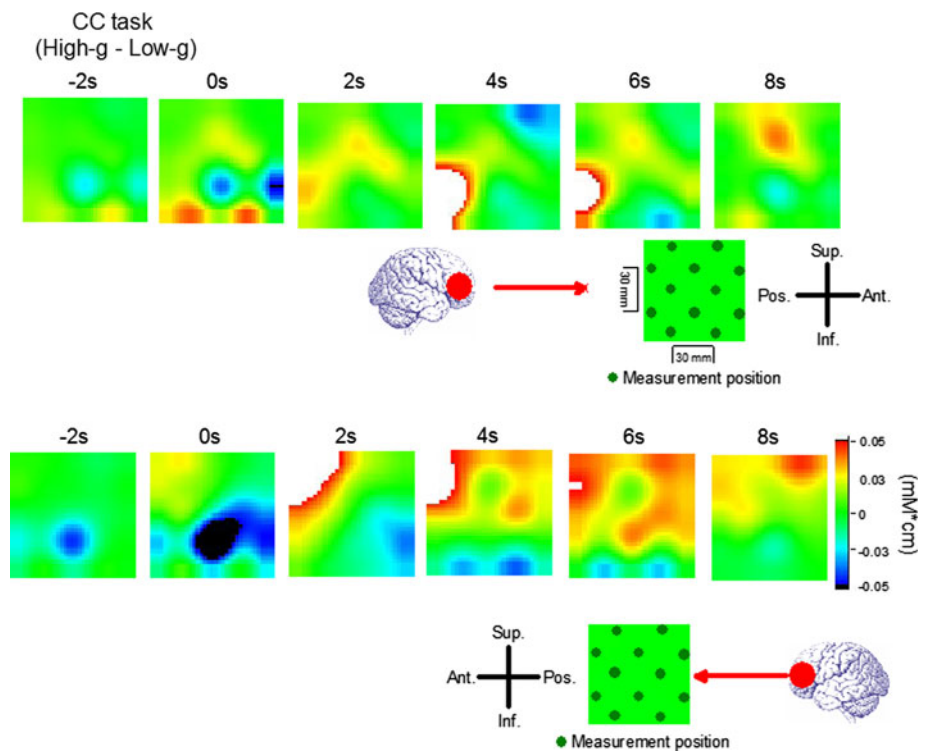 CC task
(High-g - Low-g)
-2s 0s 2s 4s 6s 8s
30 mm
Sup.
Pos. Ant.
Inf.
30 mm
Measurement position
-2s 0s 2s 4s 6s 8s
0.05
0.03
0
-0.03
-0.05
(mM*cm)
Sup.
Ant. Pos.
Inf.
Measurement position